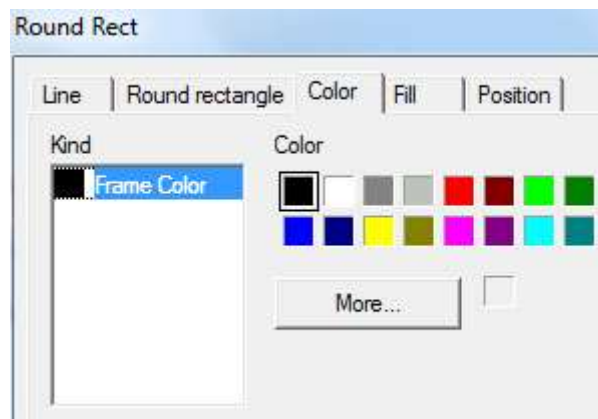 Round Rect
Line Round rectangle Color Fill Position
Kind Color
Frame Color
More...